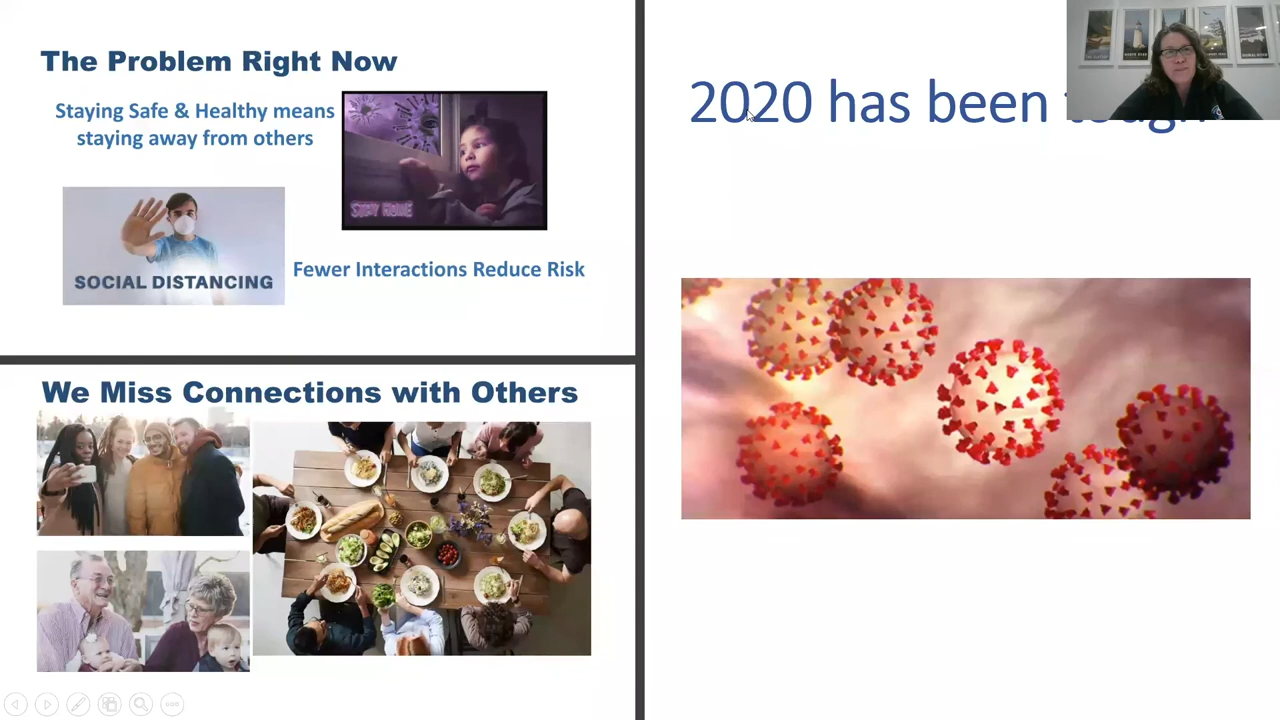 The Problem Right Now
Staying Safe & Healthy means
staying away from others
STAY HOME
SOCIAL DISTANCING
Fewer Interactions Reduce Risk
We Miss Connections with Others
2020 has been